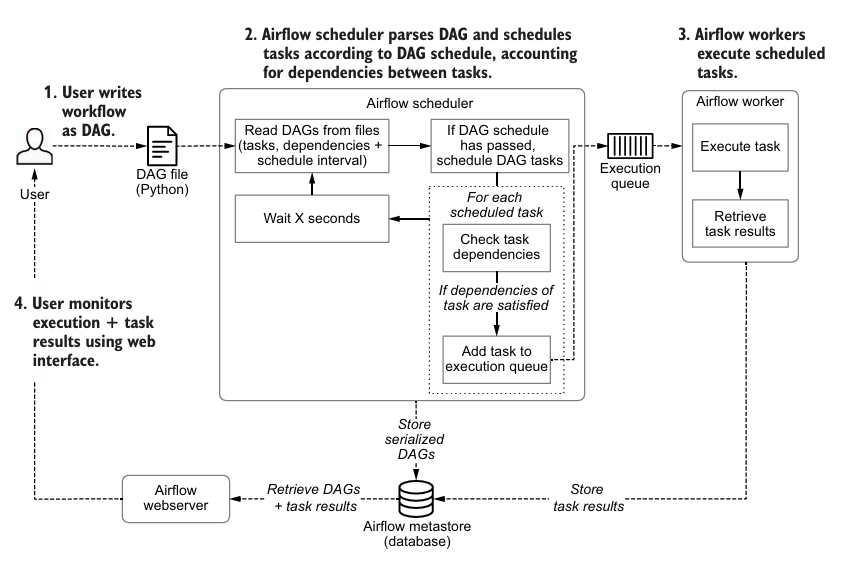 2. Airflow scheduler parses DAG and schedules
tasks according to DAG schedule, accounting
for dependencies between tasks.
3. Airflow workers
execute scheduled
tasks.
1. User writes
workflow
as DAG.
User
DAG file
(Python)
Airflow scheduler
Read DAGs from files
(tasks, dependencies +
schedule interval)
If DAG schedule
has passed,
schedule DAG tasks
Wait X seconds
For each
scheduled task
Check task
dependencies
If dependencies of
task are satisfied
Add task to
execution queue
Execution
queue
Airflow worker
Execute task
Retrieve
task results
4. User monitors
execution + task
results using web
interface.
Store
serialized
DAGs
Airflow
webserver
Retrieve DAGs
+ task results
Airflow metastore
(database)
Store
task results